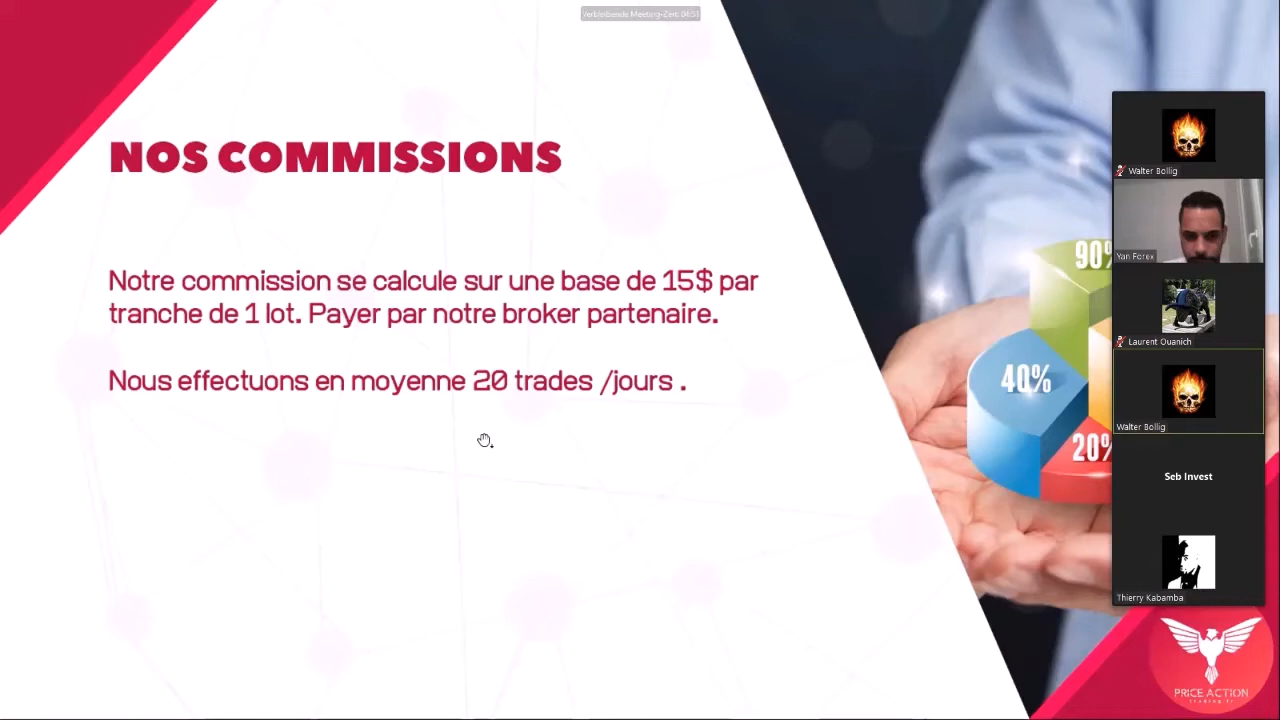 Verbleibende Meeting-Zeit: 04:51
NOS COMMISSIONS
Notre commission se calcule sur une base de 15$ par
tranche de 1 lot. Payer par notre broker partenaire.
Nous effectuons en moyenne 20 trades /jours .
90%
40%
20%
Walter Bollig
Yan Forex
Laurent Ouanich
Walter Bollig
Seb Invest
Thierry Kabamba
PRICE ACTION
trading fr